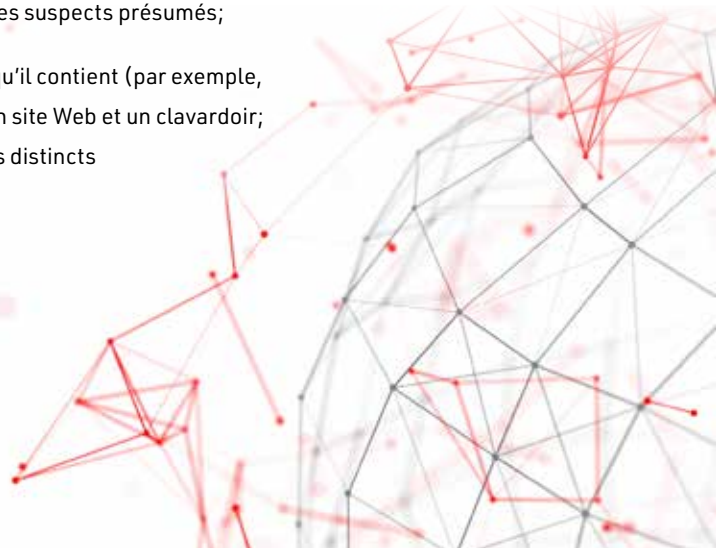 es suspects présumés;
u'il contient (par exemple,
n site Web et un clavardoir;
s distincts